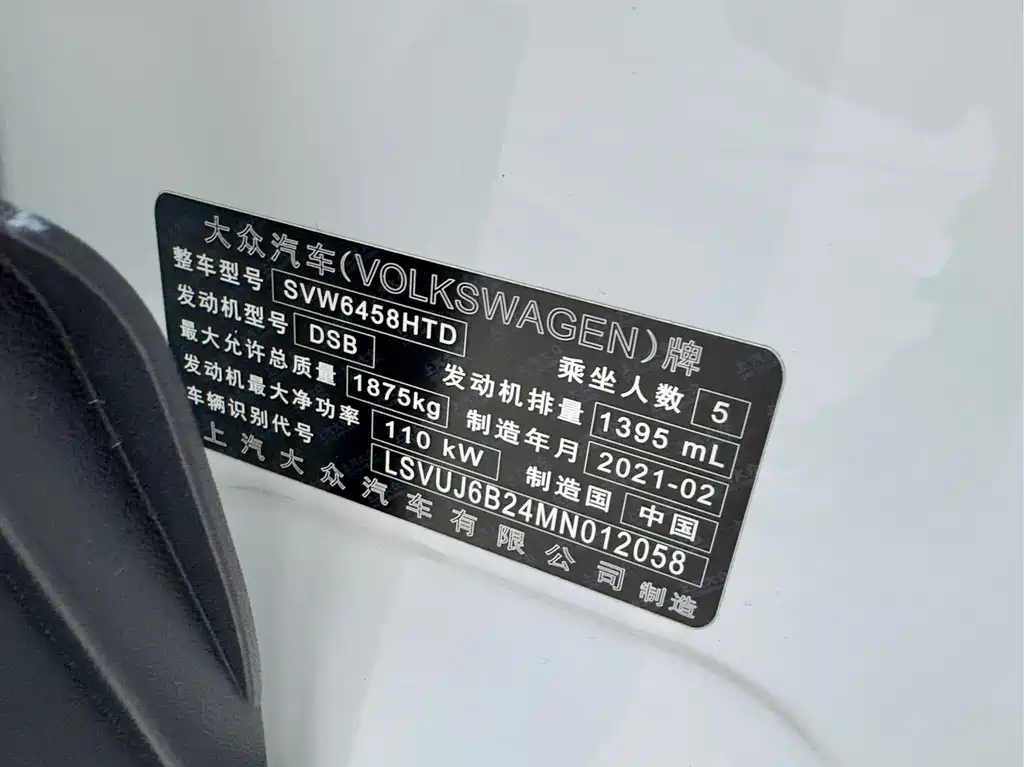 大众汽车(VOLKSWAGEN)牌
整车型号 SVW6458HTD 乘坐人数 5
发动机型号 DSB 发动机排量 1395 mL
最大允许总质量 1875kg 制造年月 2021-02
发动机最大净功率 110 kW 制造国 中国
车辆识别代号 LSVUJ6B24MN012058
上汽大众汽车有限公司制造